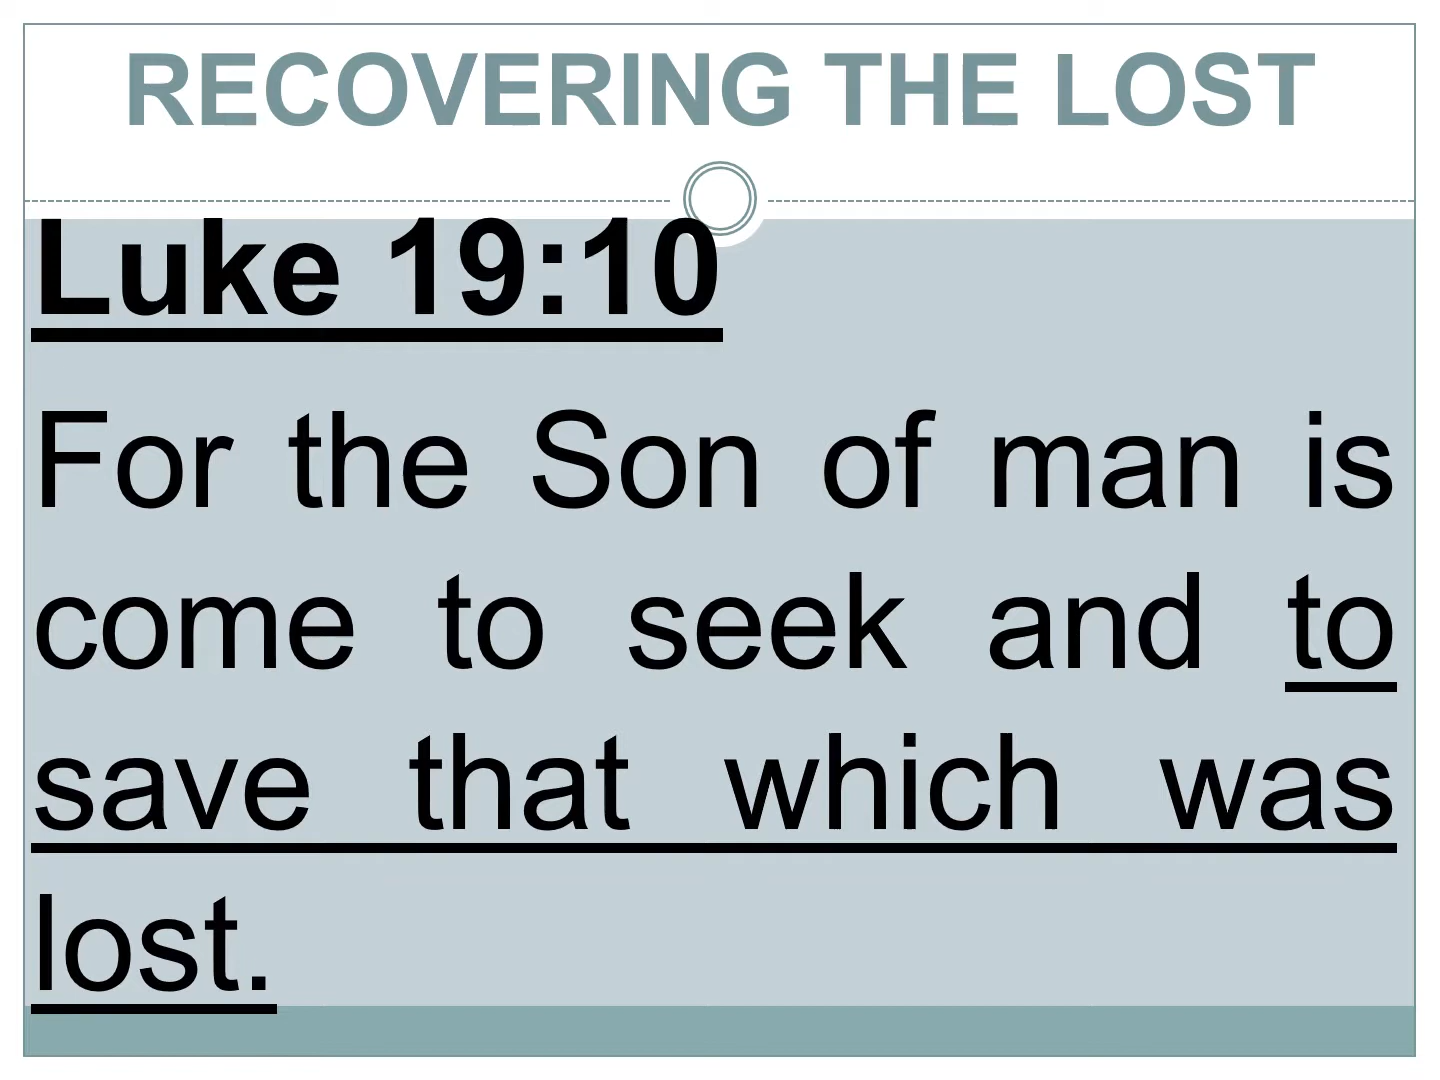 RECOVERING THE LOST
Luke 19:10
For the Son of man is
come to seek and to
save that which was
lost.